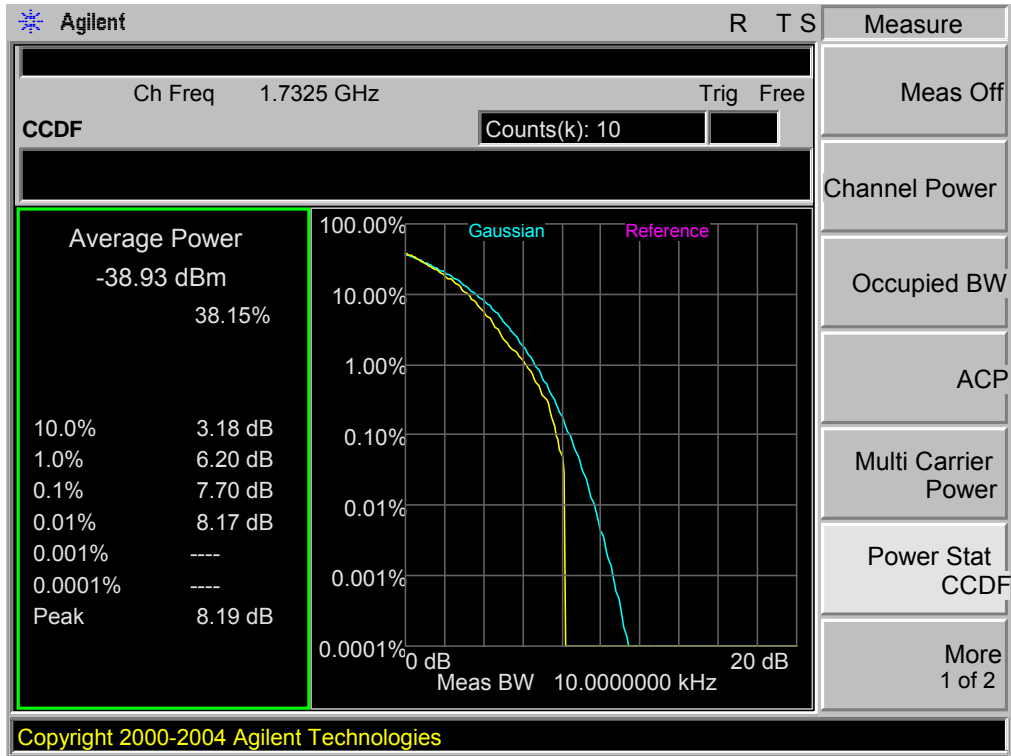 Agilent
R T S
Measure
Ch Freq 1.7325 GHz
Trig Free
CCDF
Counts(k): 10
Average Power
-38.93 dBm
38.15%
10.0% 3.18 dB
1.0% 6.20 dB
0.1% 7.70 dB
0.01% 8.17 dB
0.001% ----
0.0001% ----
Peak 8.19 dB
Gaussian
Reference
100.00%
10.00%
1.00%
0.10%
0.01%
0.001%
0.0001%
0 dB
20 dB
Meas BW 10.0000000 kHz
Meas Off
Channel Power
Occupied BW
ACP
Multi Carrier
Power
Power Stat
CCDF
More
1 of 2
Copyright 2000-2004 Agilent Technologies